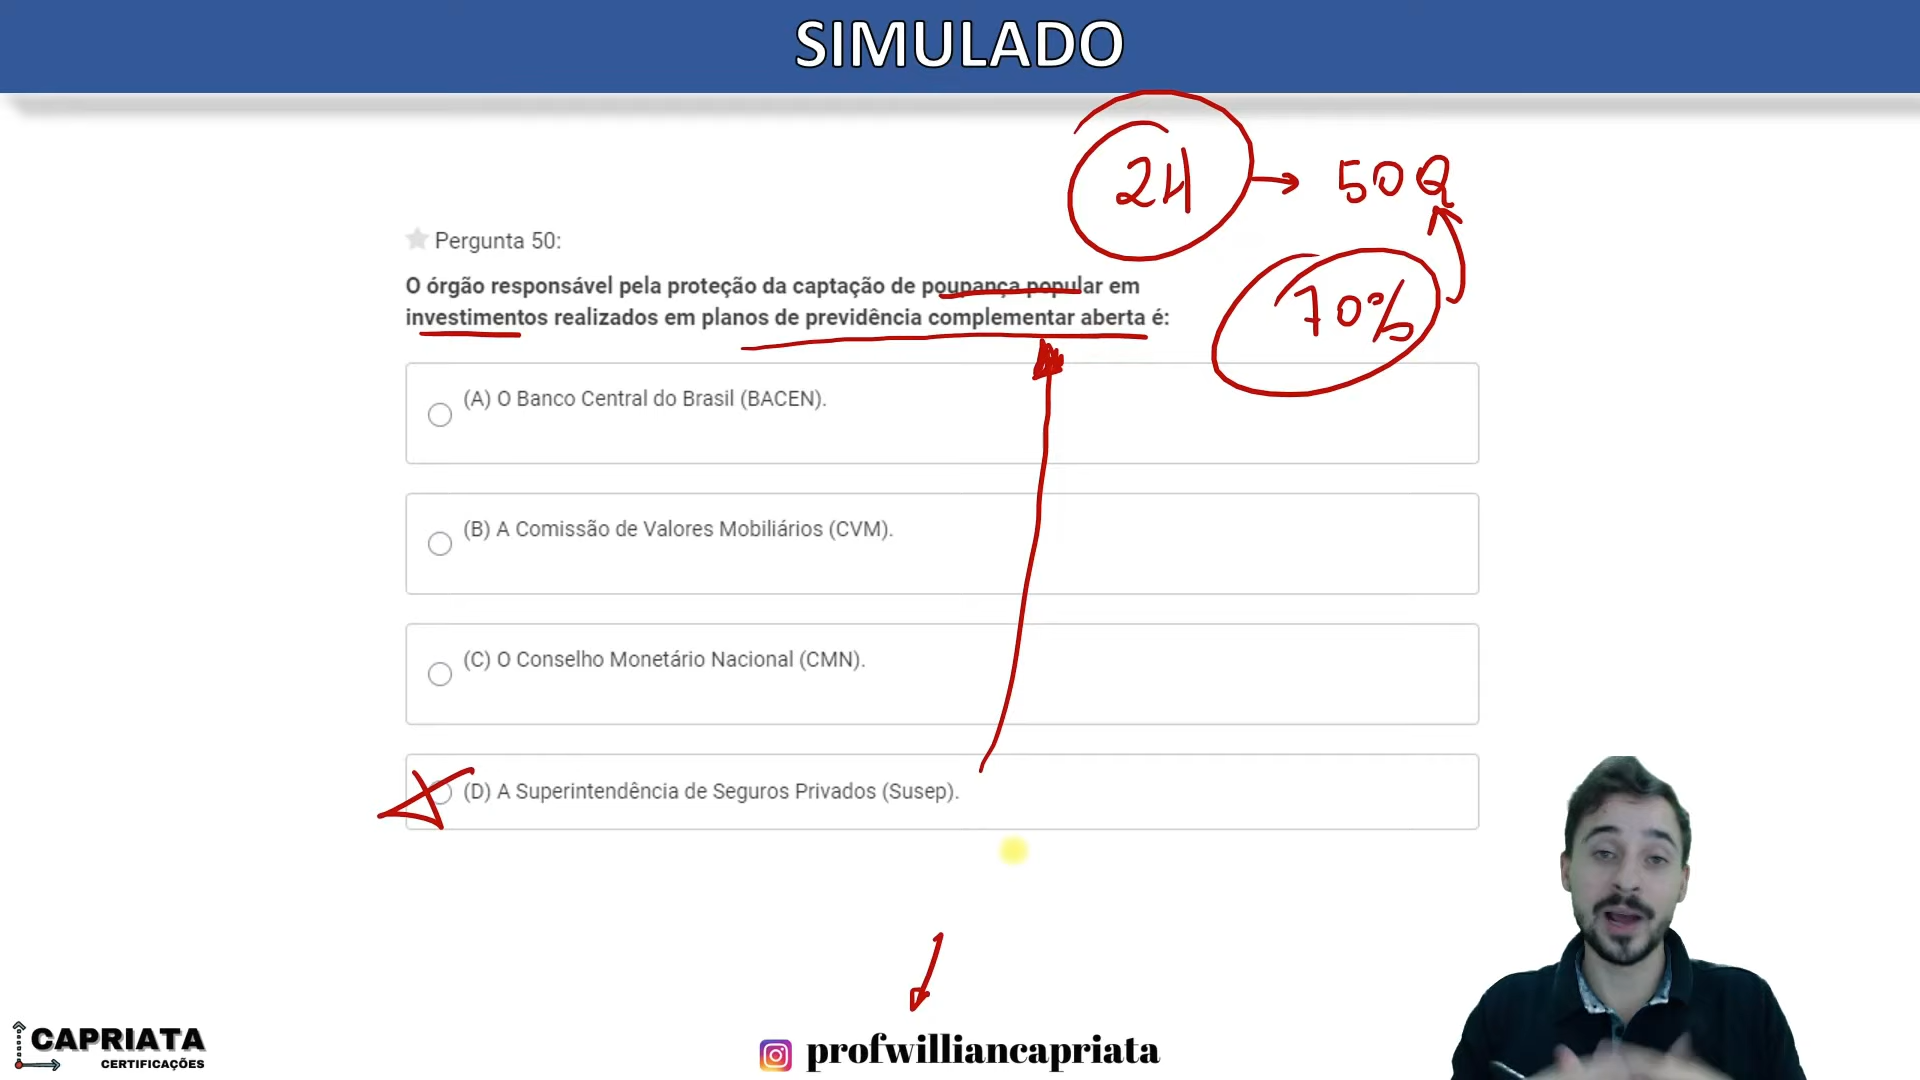 SIMULADO
24 → 50Q
70%
Pergunta 50:
O órgão responsável pela proteção da captação de poupança popular em
investimentos realizados em planos de previdência complementar aberta é:
(A) O Banco Central do Brasil (BACEN).
(B) A Comissão de Valores Mobiliários (CVM).
(C) O Conselho Monetário Nacional (CMN).
(D) A Superintendência de Seguros Privados (Susep).
CAPRIATA
CERTIFICAÇÕES
profwilliancapriata